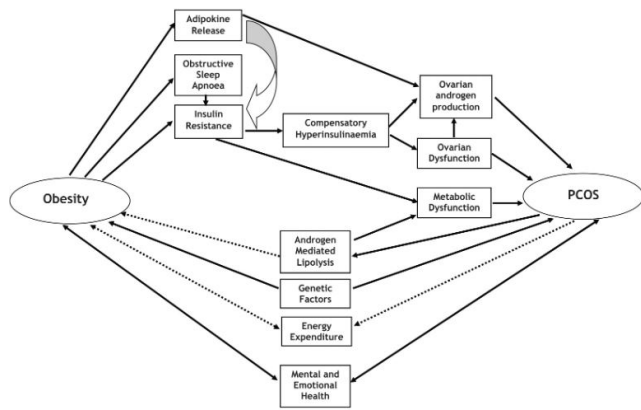 Adipokine
Release
Obstructive
Sleep
Apnoea
Insulin
Resistance
Compensatory
Hyperinsulinaemia
Ovarian
androgen
production
Ovarian
Dysfunction
Obesity
PCOS
Metabolic
Dysfunction
Androgen
Mediated
Lipolysis
Genetic
Factors
Energy
Expenditure
Mental and
Emotional
Health